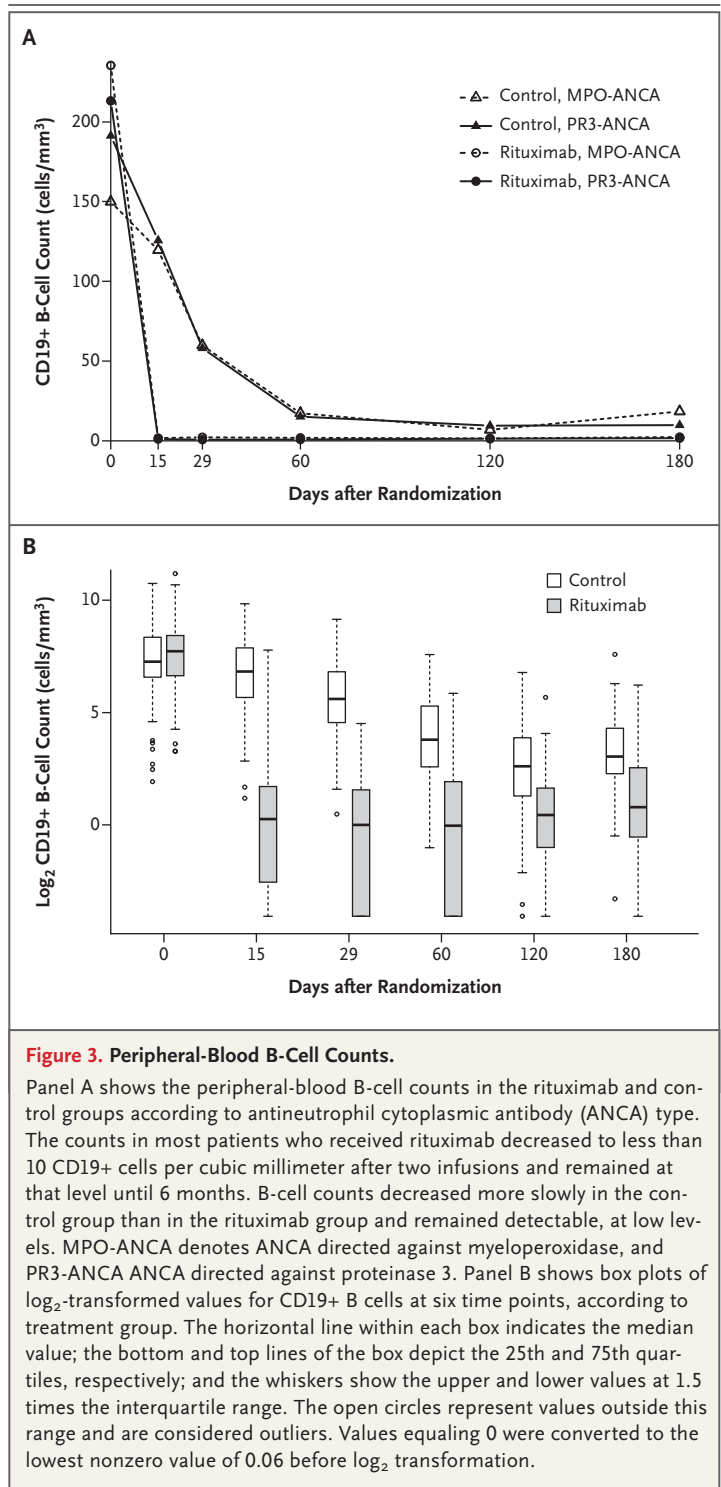 A
CD19+ B-Cell Count (cells/mm³)
200
150
100
50
0
Control, MPO-ANCA
Control, PR3-ANCA
Rituximab, MPO-ANCA
Rituximab, PR3-ANCA
0 15 29 60 120 180
Days after Randomization
B
Log₂ CD19+ B-Cell Count (cells/mm³)
10
5
0
Control
Rituximab
0 15 29 60 120 180
Days after Randomization
Figure 3. Peripheral-Blood B-Cell Counts.
Panel A shows the peripheral-blood B-cell counts in the rituximab and con-
trol groups according to antineutrophil cytoplasmic antibody (ANCA) type.
The counts in most patients who received rituximab decreased to less than
10 CD19+ cells per cubic millimeter after two infusions and remained at
that level until 6 months. B-cell counts decreased more slowly in the con-
trol group than in the rituximab group and remained detectable, at low lev-
els. MPO-ANCA denotes ANCA directed against myeloperoxidase, and
PR3-ANCA ANCA directed against proteinase 3. Panel B shows box plots of
log₂-transformed values for CD19+ B cells at six time points, according to
treatment group. The horizontal line within each box indicates the median
value; the bottom and top lines of the box depict the 25th and 75th quar-
tiles, respectively; and the whiskers show the upper and lower values at 1.5
times the interquartile range. The open circles represent values outside this
range and are considered outliers. Values equaling 0 were converted to the
lowest nonzero value of 0.06 before log₂ transformation.